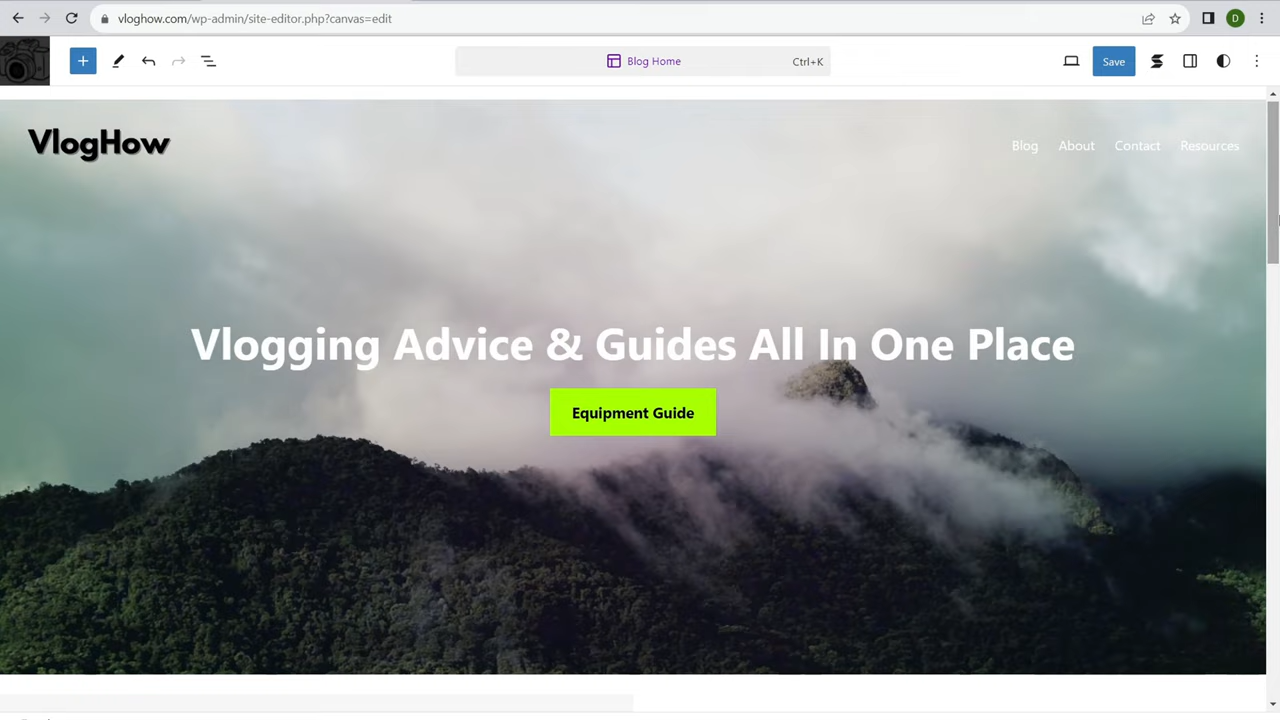 vloghow.com/wp-admin/site-editor.php?canvas=edit
D
Blog Home
Ctrl+K
Save
VlogHow
Blog
About
Contact
Resources
Vlogging Advice & Guides All In One Place
Equipment Guide